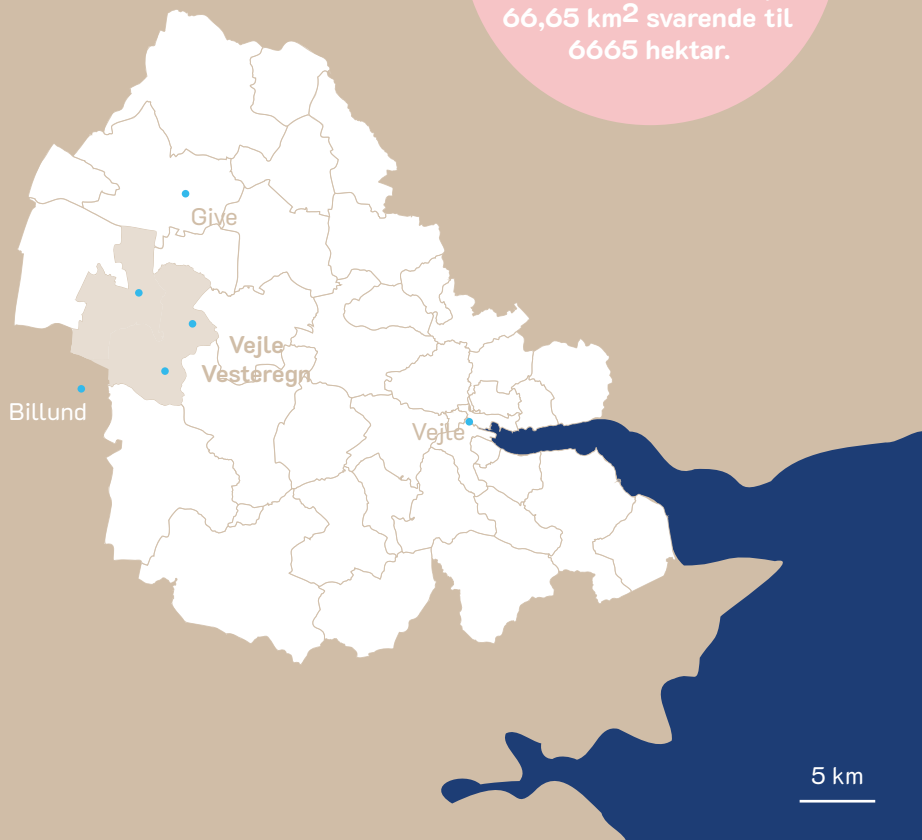 66,65 km² svarende til
6665 hektar.
Give
Vejle
Vesteregn
Billund
Vejle
5 km